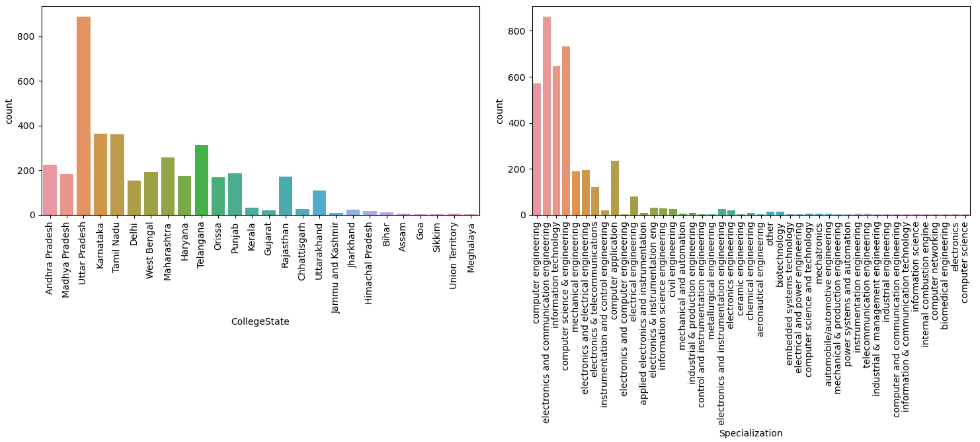 800
600
400
200
0
count
Andhra Pradesh
Madhya Pradesh
Uttar Pradesh
Karnataka
Tamil Nadu
Delhi
West Bengal
Maharashtra
Haryana
Telangana
Orissa
Punjab
Kerala
Gujarat
Rajasthan
Chhattisgarh
Uttarakhand
Jammu and Kashmir
Jharkhand
Himachal Pradesh
Bihar
Assam
Goa
Sikkim
Union Territory
Meghalaya
CollegeState
800
600
400
200
0
count
computer engineering
electronics and communication engineering
information technology
computer science & engineering
mechanical engineering
electronics and electrical engineering
electronics & telecommunications
instrumentation and control engineering
computer application
electronics and computer engineering
electrical engineering
applied electronics and instrumentation
electronics & instrumentation eng
information science engineering
civil engineering
mechanical and automation
industrial & production engineering
control and instrumentation engineering
metallurgical engineering
electronics and instrumentation engineering
electronics engineering
ceramic engineering
chemical engineering
aeronautical engineering
other
biotechnology
embedded systems technology
electrical and power engineering
computer science and technology
mechatronics
automobile/automotive engineering
mechanical & production engineering
power systems and automation
instrumentation engineering
telecommunication engineering
industrial & management engineering
industrial engineering
computer and communication engineering
information & communication technology
information science
internal combustion engine
computer networking
biomedical engineering
electronics
computer science
Specialization